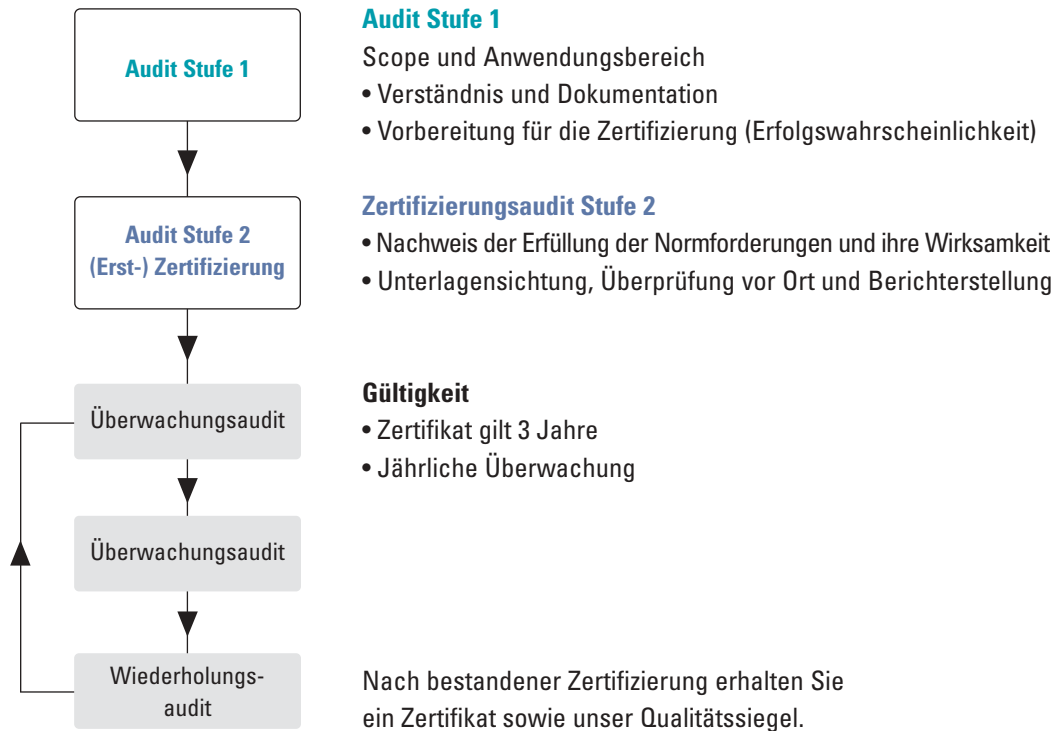 Audit Stufe 1
Audit Stufe 1
Scope und Anwendungsbereich
• Verständnis und Dokumentation
• Vorbereitung für die Zertifizierung (Erfolgswahrscheinlichkeit)
Audit Stufe 2
(Erst-) Zertifizierung
Zertifizierungsaudit Stufe 2
• Nachweis der Erfüllung der Normforderungen und ihre Wirksamkeit
• Unterlagensichtung, Überprüfung vor Ort und Berichterstellung
Überwachungsaudit
Gültigkeit
• Zertifikat gilt 3 Jahre
• Jährliche Überwachung
Überwachungsaudit
Wiederholungs-
audit
Nach bestandener Zertifizierung erhalten Sie
ein Zertifikat sowie unser Qualitätssiegel.